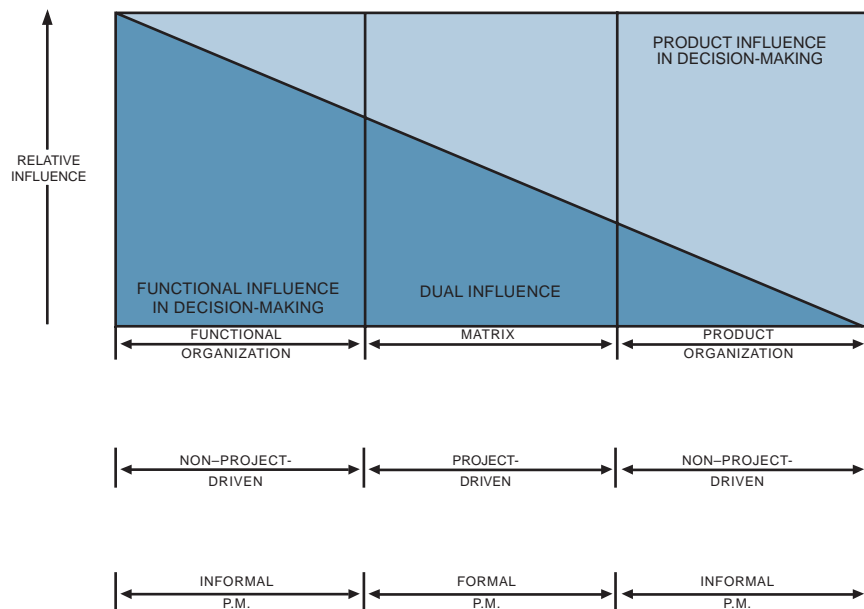 PRODUCT INFLUENCE
IN DECISION-MAKING
RELATIVE
INFLUENCE
FUNCTIONAL INFLUENCE
IN DECISION-MAKING
DUAL INFLUENCE
FUNCTIONAL
ORGANIZATION
MATRIX
PRODUCT
ORGANIZATION
NON–PROJECT-
DRIVEN
PROJECT-
DRIVEN
NON–PROJECT-
DRIVEN
INFORMAL
P.M.
FORMAL
P.M.
INFORMAL
P.M.